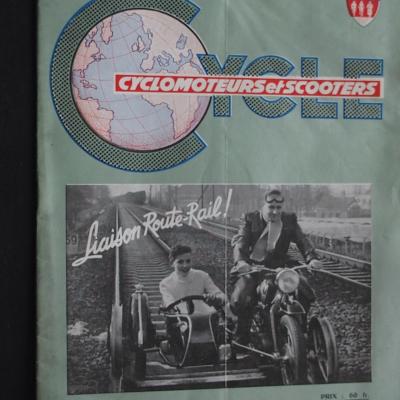 CYCLE
CYCLOMOTEURS et SCOOTERS
Liaison Route-Rail!
PRIX : 60 fr.